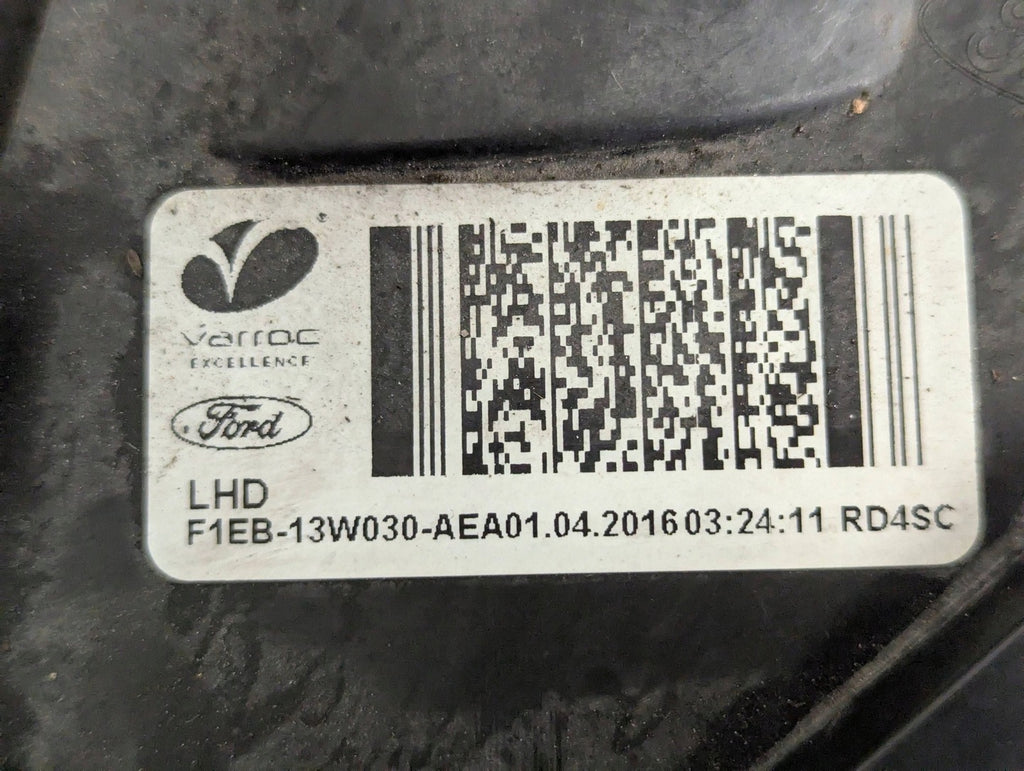 varroc
EXCELLENCE
Ford
LHD
F1EB-13W030-AEA01.04.2016 03:24:11 RD4SC